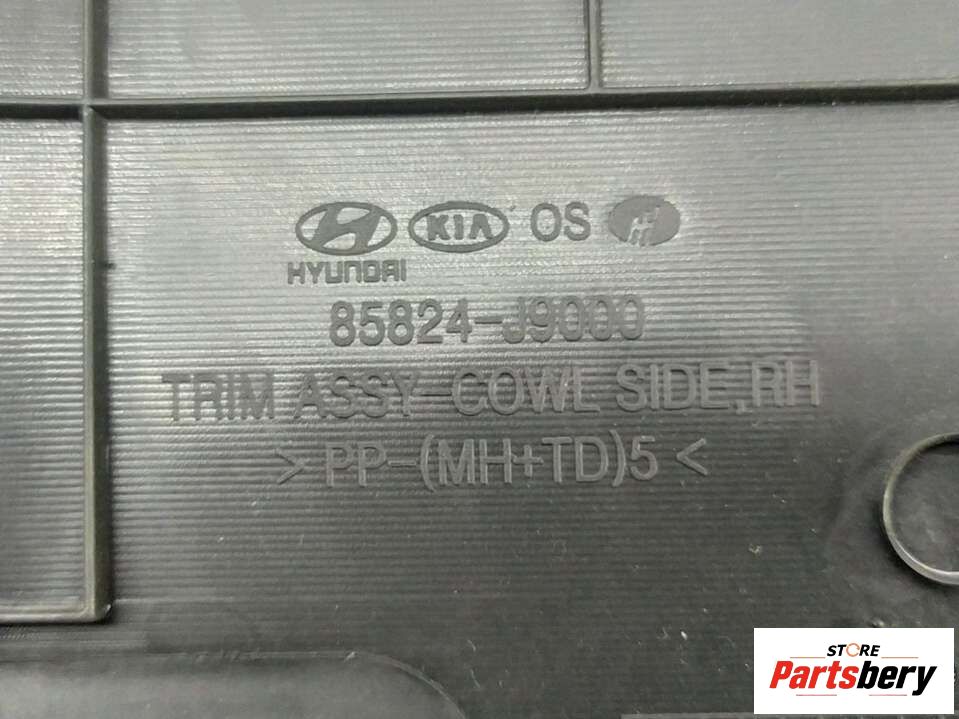 KIA OS
HYUNDAI
85824-J9000
TRIM ASSY-COWL SIDE,RH
>PP-(MH+TD)5<
STORE
Partsbery